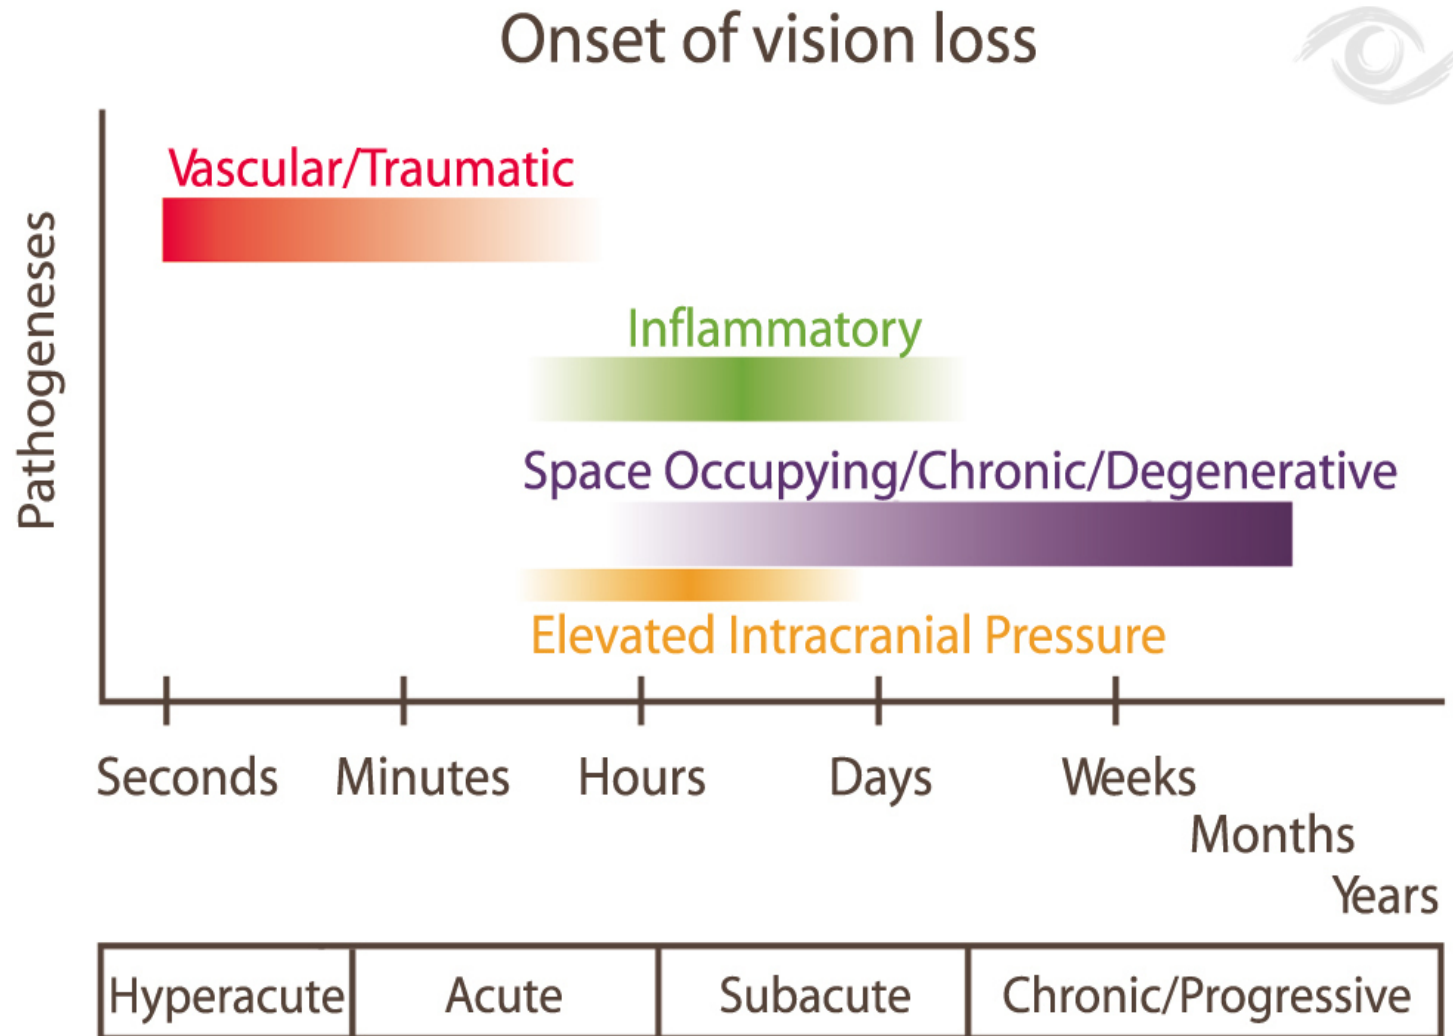 Onset of vision loss
Pathogeneses
Vascular/Traumatic
Inflammatory
Space Occupying/Chronic/Degenerative
Elevated Intracranial Pressure
Seconds Minutes Hours Days Weeks
Months
Years
Hyperacute Acute Subacute Chronic/Progressive